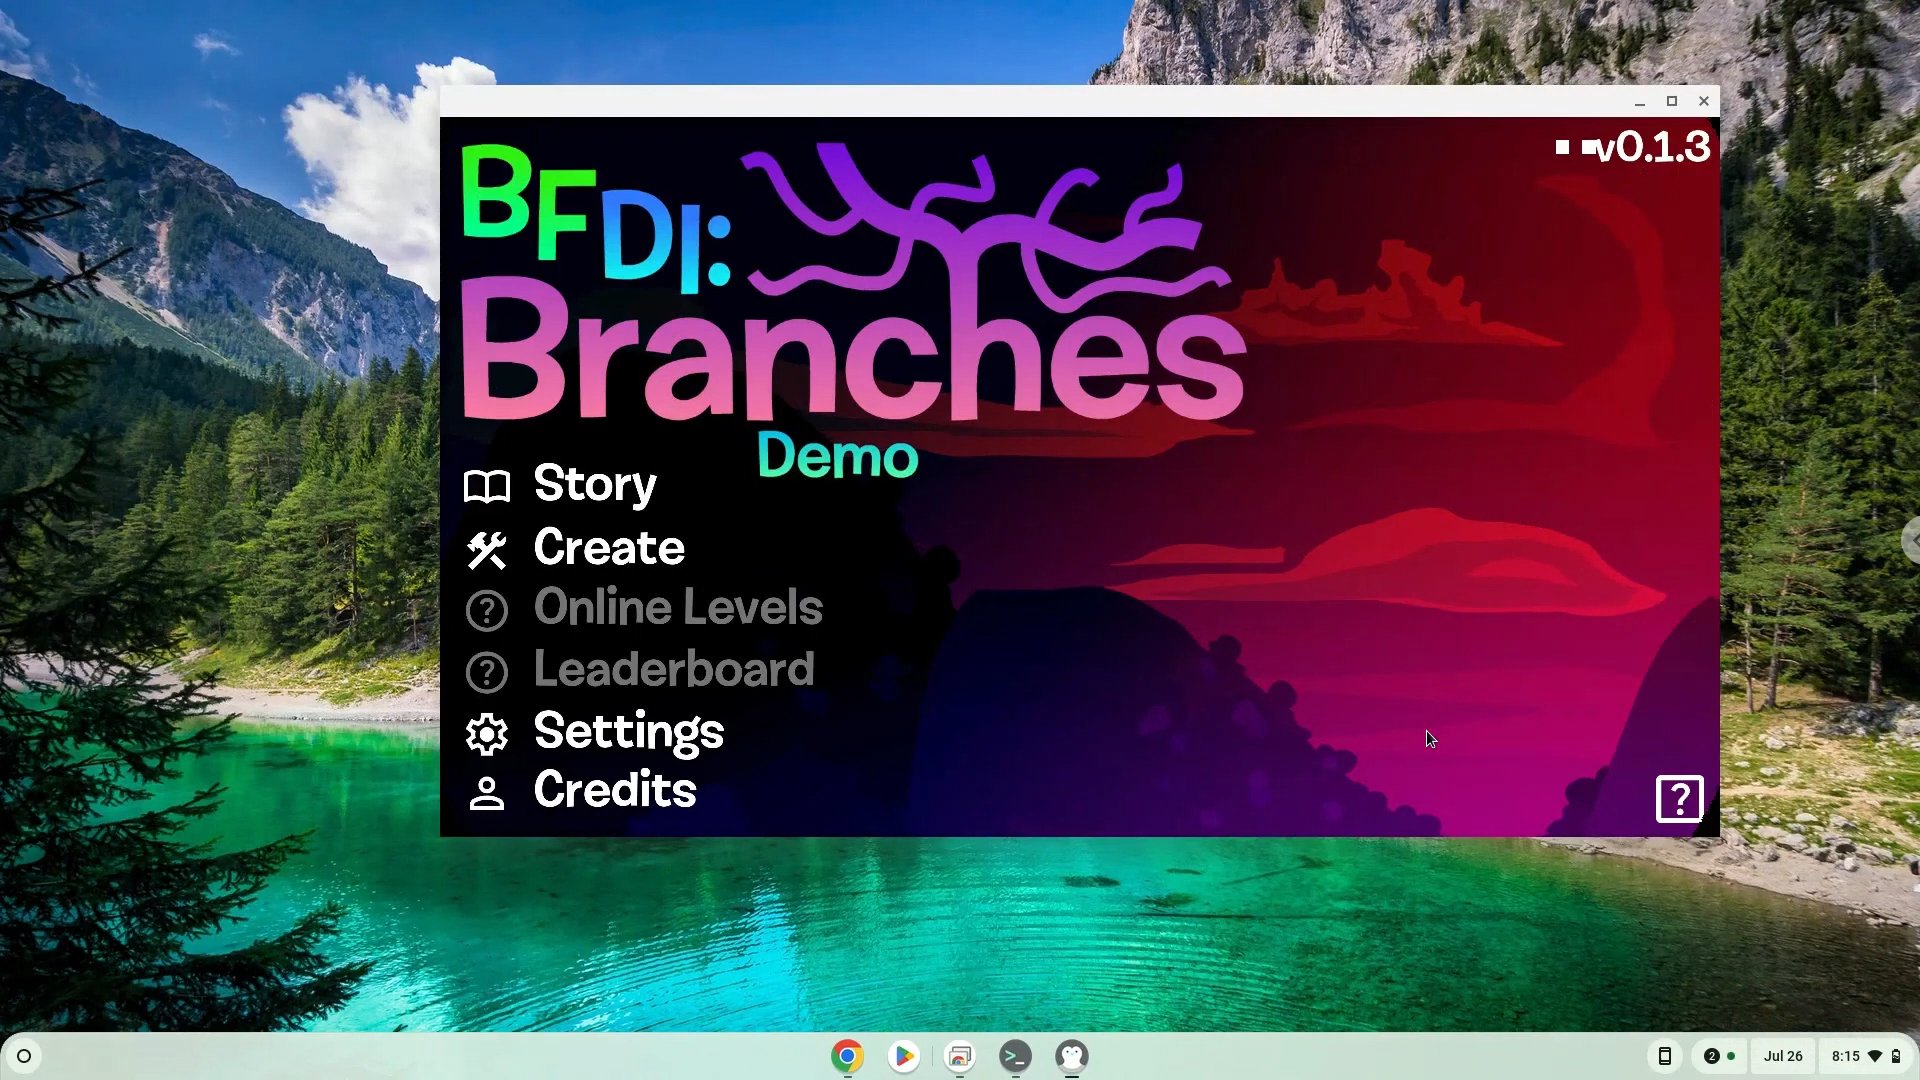 v0.1.3
BFDI:
Branches
Demo
Story
Create
Online Levels
Leaderboard
Settings
Credits
?
2
Jul 26
8:15